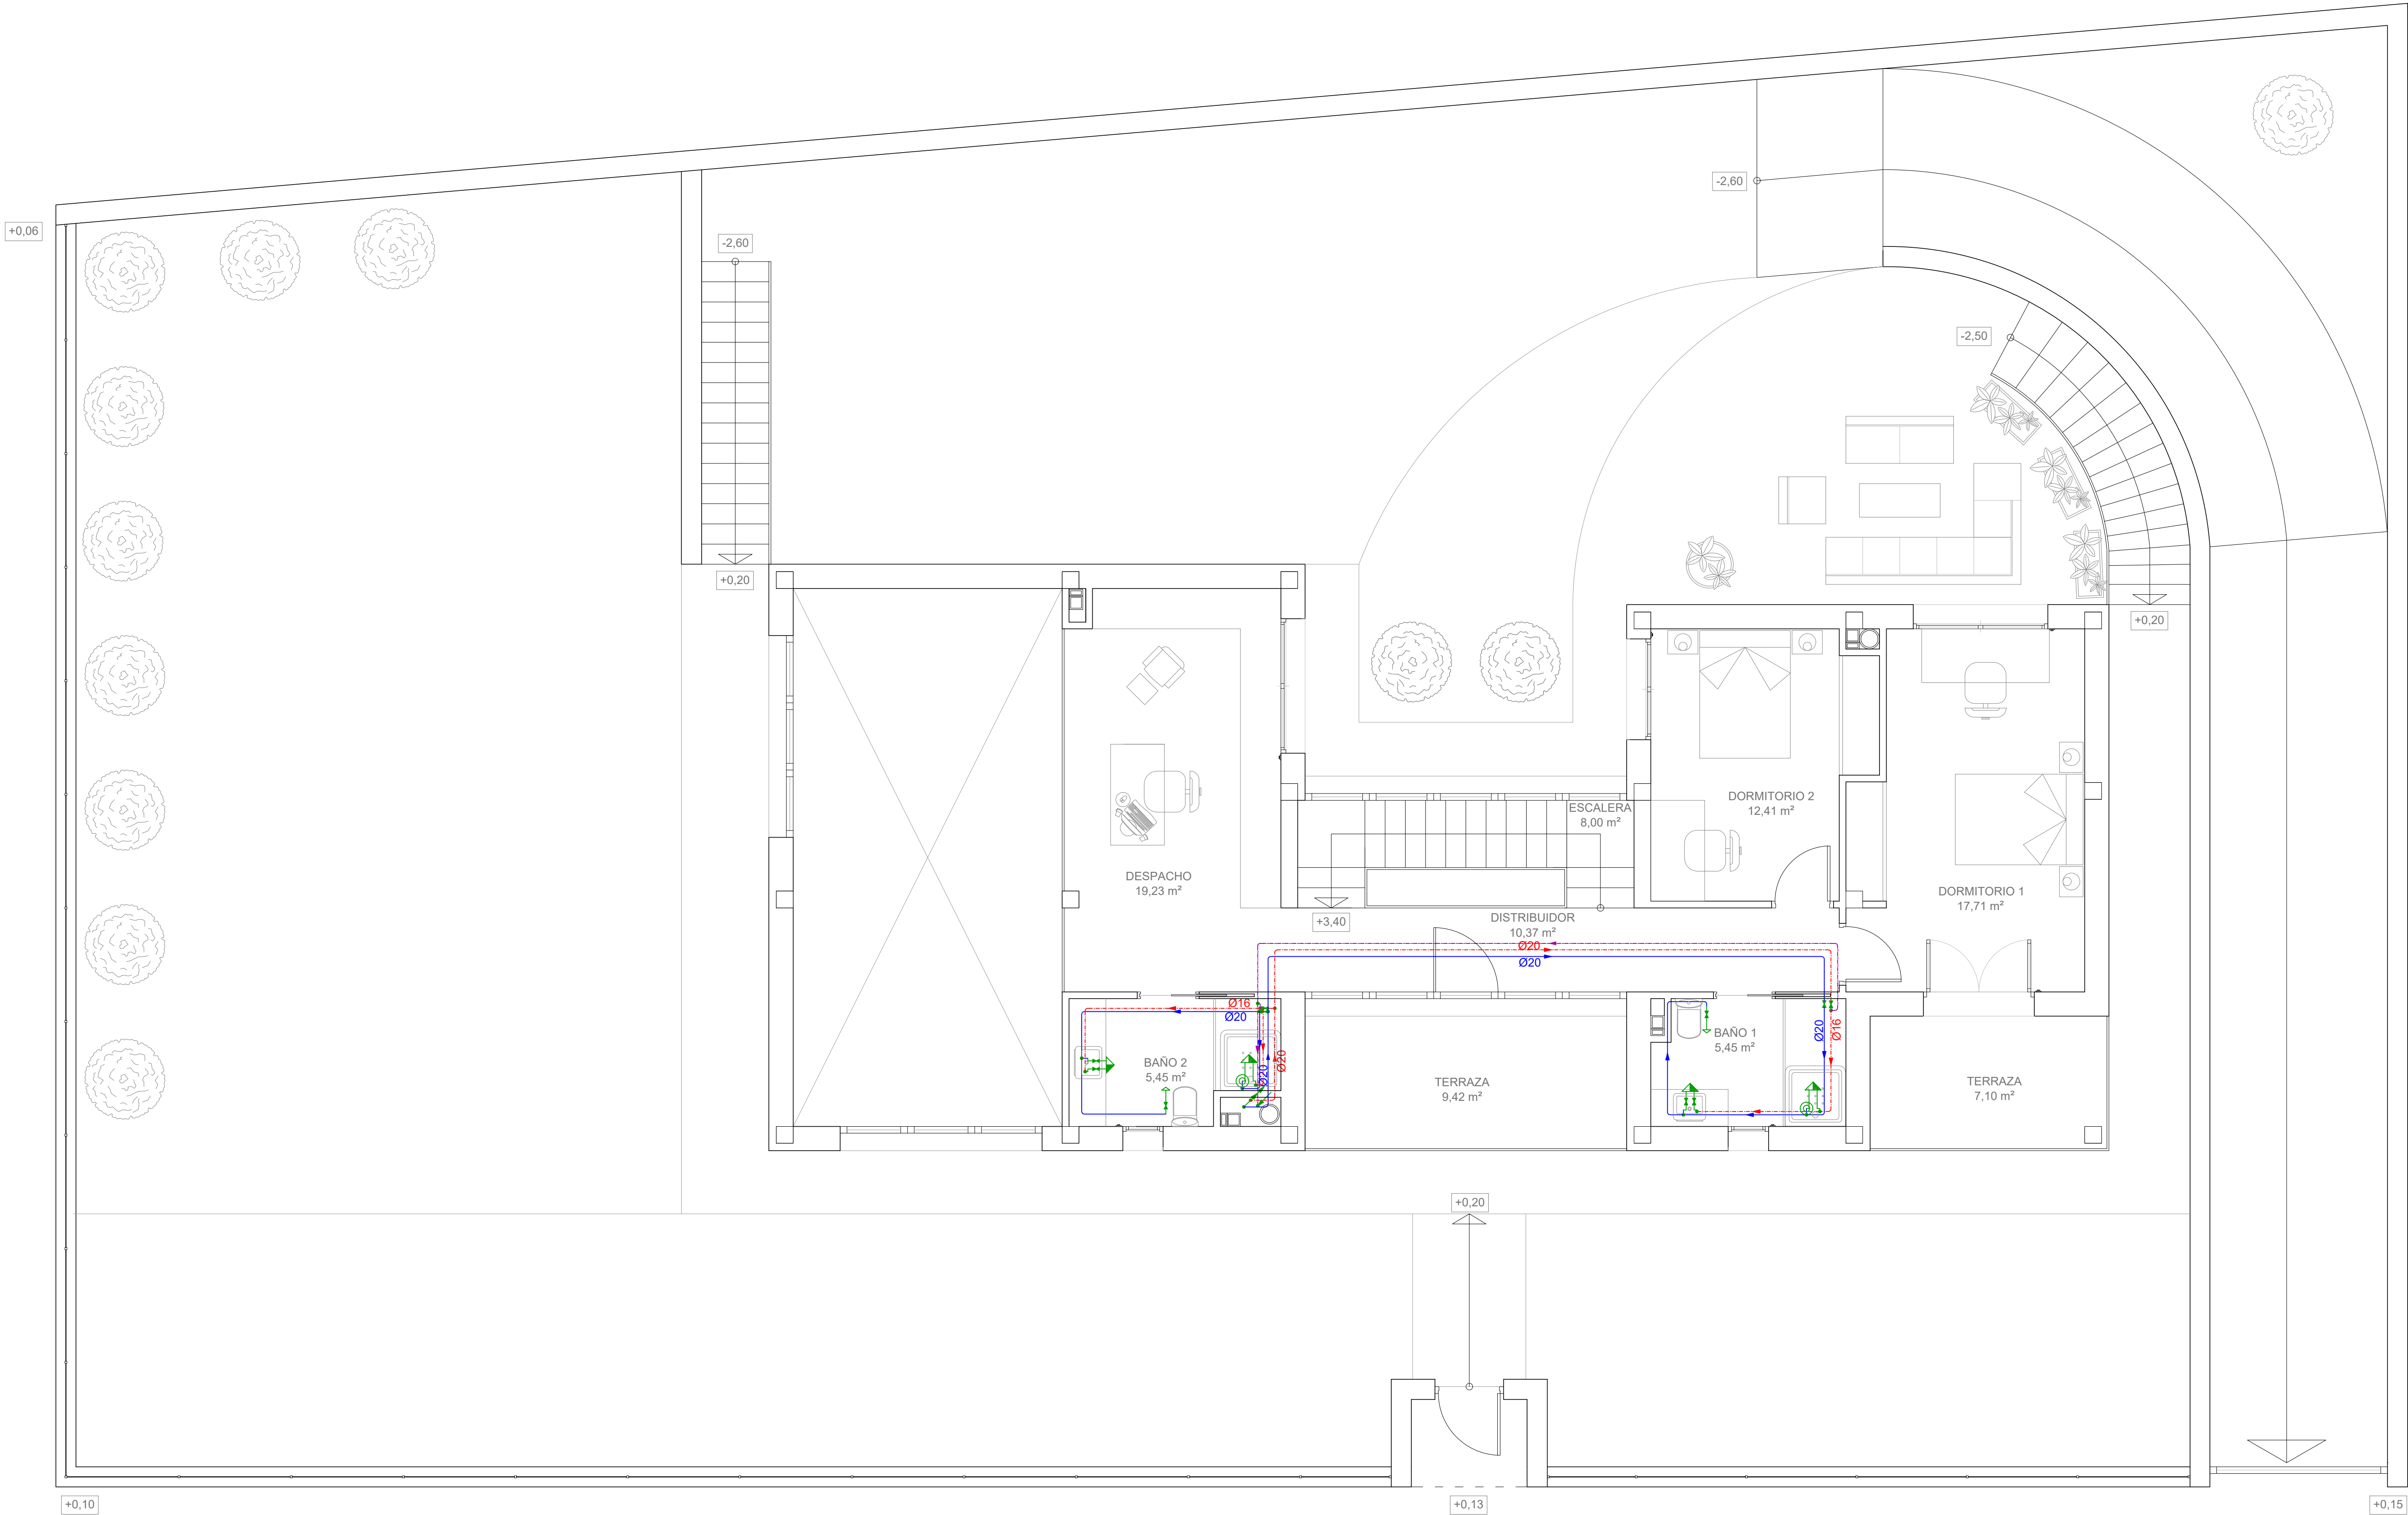 -2,60
+0,06
-2,60
-2,50
+0,20
+0,20
DORMITORIO 2
12,41 m²
ESCALERA
8,00 m²
DESPACHO
19,23 m²
DORMITORIO 1
17,71 m²
+3,40
DISTRIBUIDOR
10,37 m²
Ø20
Ø20
Ø16
Ø20
BAÑO 2
5,45 m²
Ø20
Ø20
BAÑO 1
5,45 m²
Ø20
Ø16
TERRAZA
9,42 m²
TERRAZA
7,10 m²
+0,20
+0,10
+0,13
+0,15